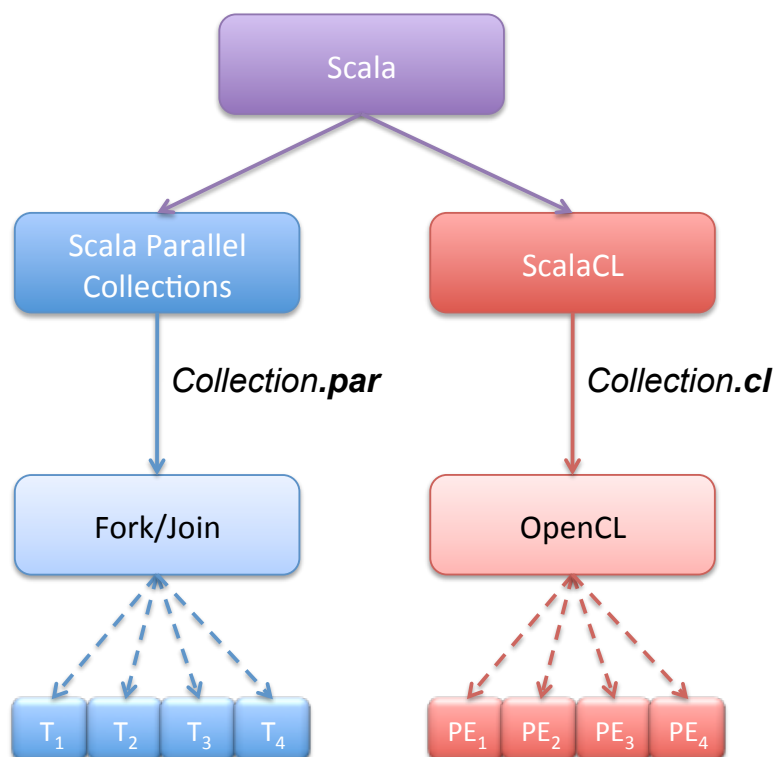 Scala
Scala Parallel
Collections
ScalaCL
Collection.par
Collection.cl
Fork/Join
OpenCL
T₁ T₂ T₃ T₄
PE₁ PE₂ PE₃ PE₄